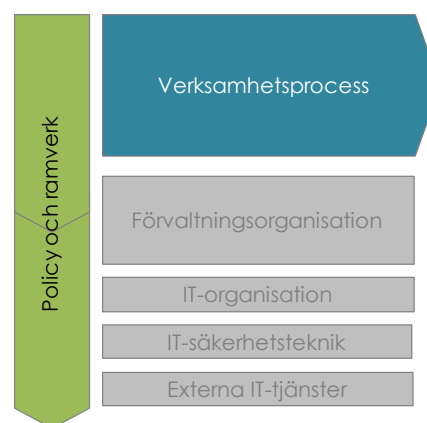 Policy och ramverk
Verksamhetsprocess
Förvaltningsorganisation
IT-organisation
IT-säkerhetsteknik
Externa IT-tjänster